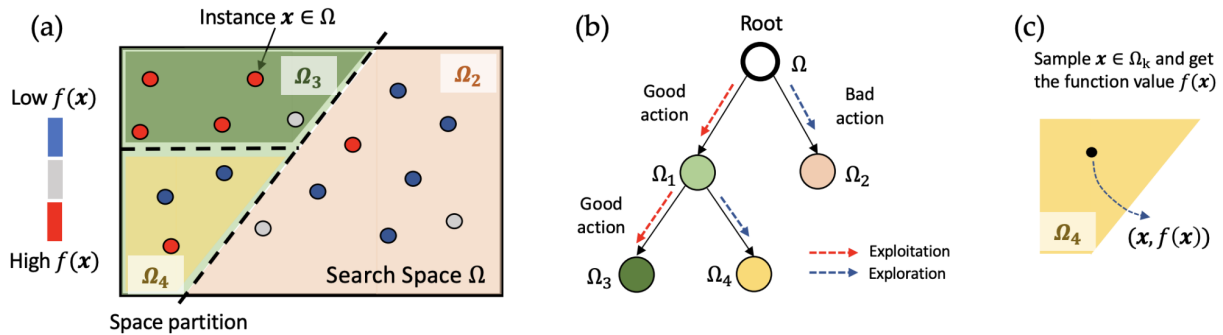 (a)
Instance x ∈ Ω
Ω₃
Ω₂
Low f(x)
High f(x)
Ω₄
Search Space Ω
Space partition
(b)
Root
Ω
Good
action
Bad
action
Ω₁
Ω₂
Good
action
Ω₃
Ω₄
Exploitation
Exploration
(c)
Sample x ∈ Ωₖ and get
the function value f(x)
Ω₄
(x, f(x))